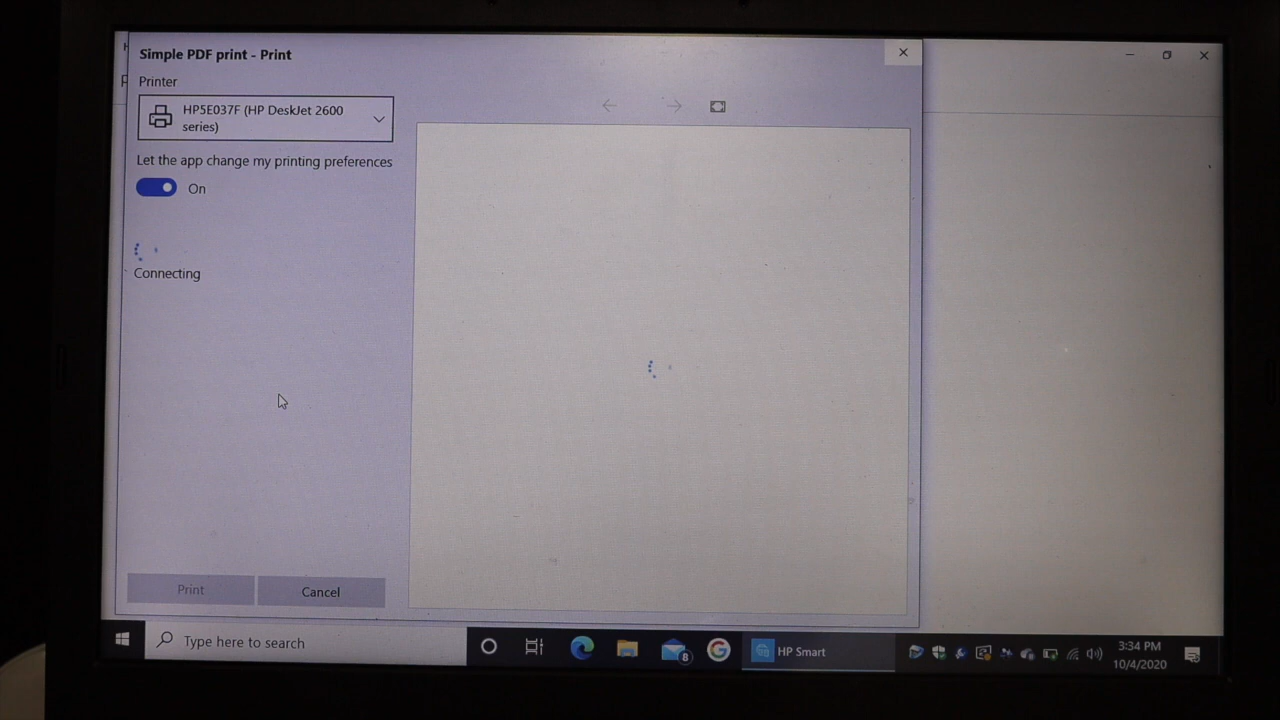 Simple PDF print - Print
Printer
HP5E037F (HP DeskJet 2600
series)
Let the app change my printing preferences
On
Connecting
Print
Cancel
Type here to search
8
G
HP Smart
3:34 PM
10/4/2020